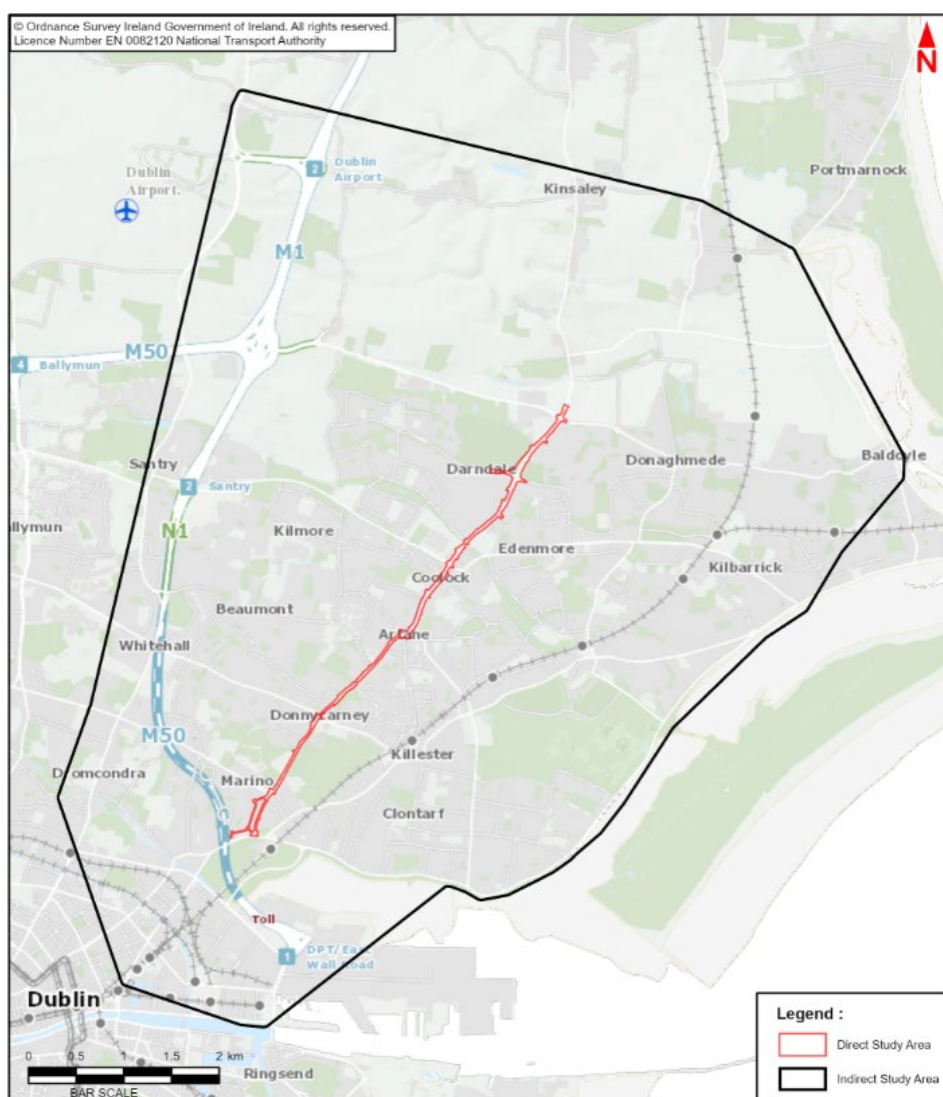 © Ordnance Survey Ireland Government of Ireland. All rights reserved.
Licence Number EN 0082120 National Transport Authority
N
2 Dublin
Airport
Dublin
Airport.
Portmarnock
Kinsaley
M1
M50
4 Ballymun
Santry
2 Santry
Darndale
Donaghmede
Baldoyle
allymun
N1
Kilmore
Edenmore
Coolock
Kilbarrick
Beaumont
Artane
Whitehall
Donnycarney
M50
Killester
Dromcondra
Marino
Clontarf
Toll
1 DPT/East
Wall Road
Dublin
Ringsend
0 0.5 1 1.5 2 km
BAR SCALE
Legend :
Direct Study Area
Indirect Study Area